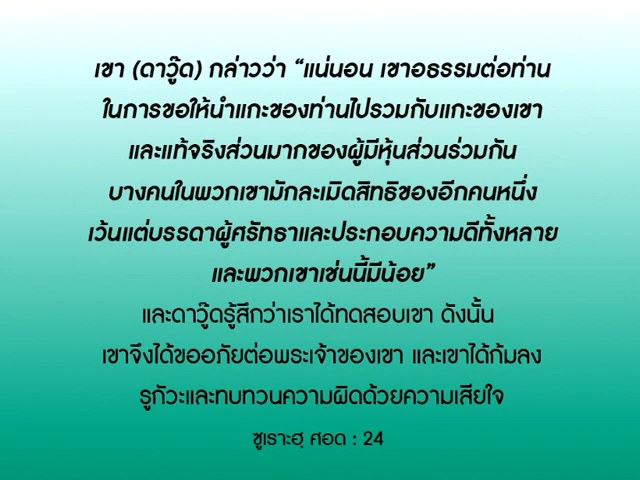 เขา (ดาวู๊ด) กล่าวว่า “แน่นอน เขาอธรรมต่อท่าน
ในการขอให้นำแกะของท่านไปรวมกับแกะของเขา
และแท้จริงส่วนมากของผู้มีหุ้นส่วนร่วมกัน
บางคนในพวกเขามักละเมิดสิทธิของอีกคนหนึ่ง
เว้นแต่บรรดาผู้ศรัทธาและประกอบความดีทั้งหลาย
และพวกเขาเช่นนี้มีน้อย”
และดาวู๊ดรู้สึกว่าเราได้ทดสอบเขา ดังนั้น
เขาจึงได้ขออภัยต่อพระเจ้าของเขา และเขาได้ก้มลง
รูกัวะและทบทวนความผิดด้วยความเสียใจ
ซูเราะฮฺ ศอด : 24